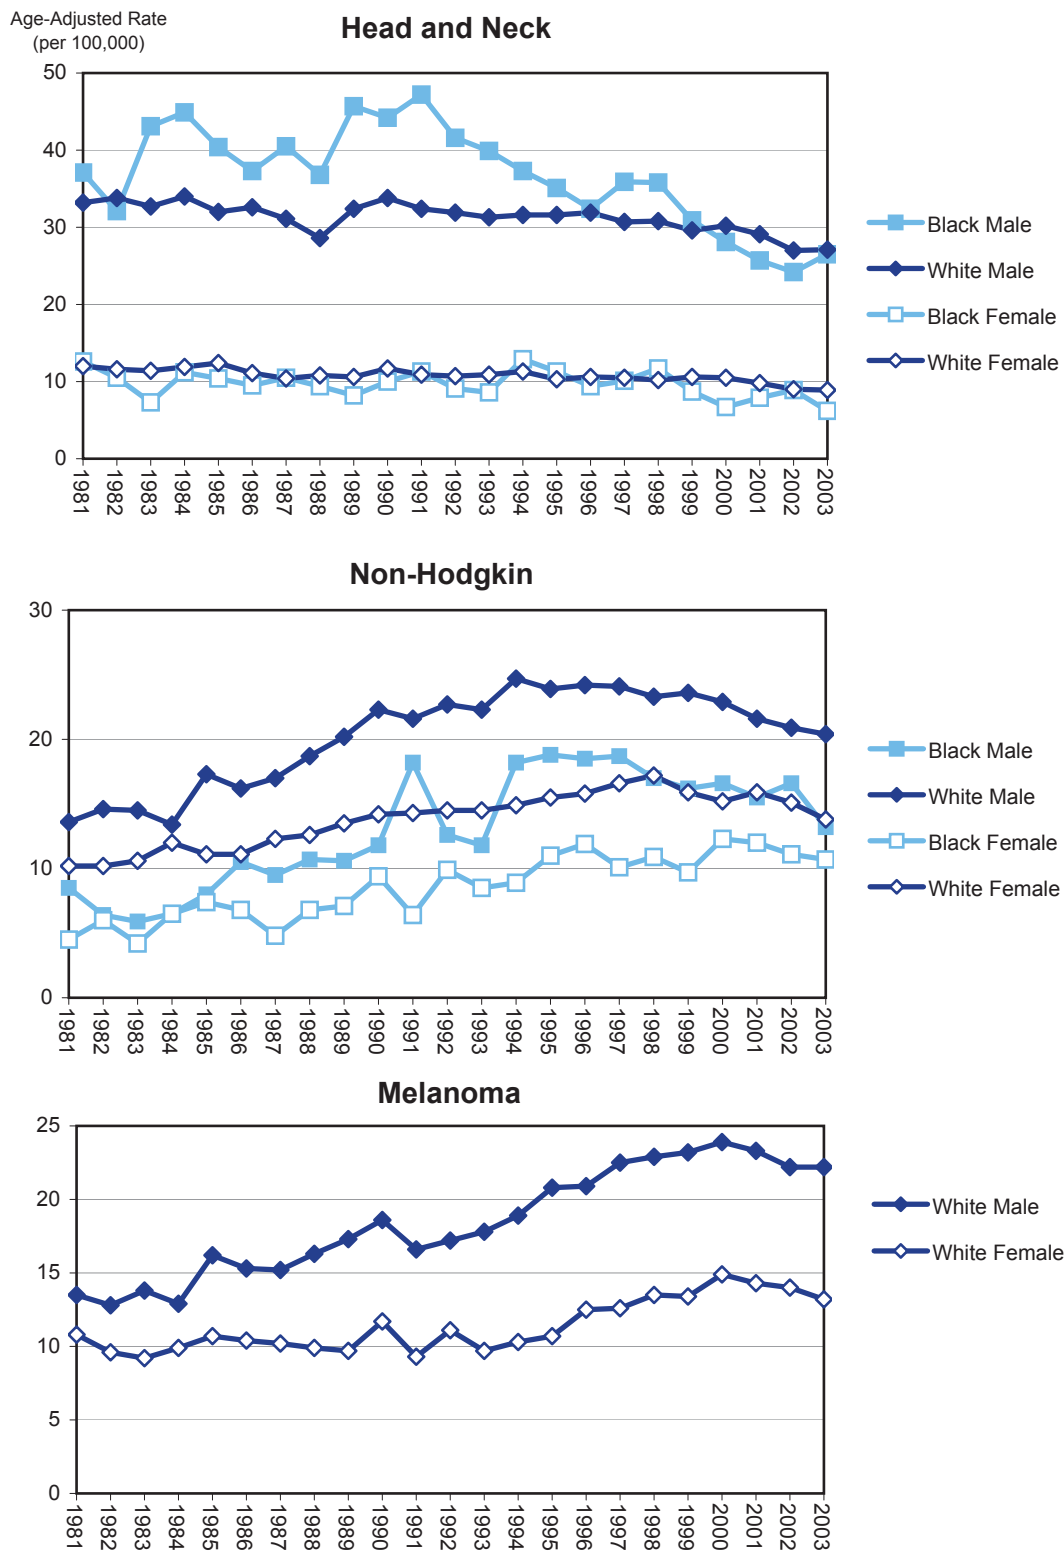 Age-Adjusted Rate
(per 100,000)
Head and Neck
50
40
30
20
10
0
1981 1982 1983 1984 1985 1986 1987 1988 1989 1990 1991 1992 1993 1994 1995 1996 1997 1998 1999 2000 2001 2002 2003
Black Male
White Male
Black Female
White Female
Non-Hodgkin
30
20
10
0
1981 1982 1983 1984 1985 1986 1987 1988 1989 1990 1991 1992 1993 1994 1995 1996 1997 1998 1999 2000 2001 2002 2003
Black Male
White Male
Black Female
White Female
Melanoma
25
20
15
10
5
0
1981 1982 1983 1984 1985 1986 1987 1988 1989 1990 1991 1992 1993 1994 1995 1996 1997 1998 1999 2000 2001 2002 2003
White Male
White Female